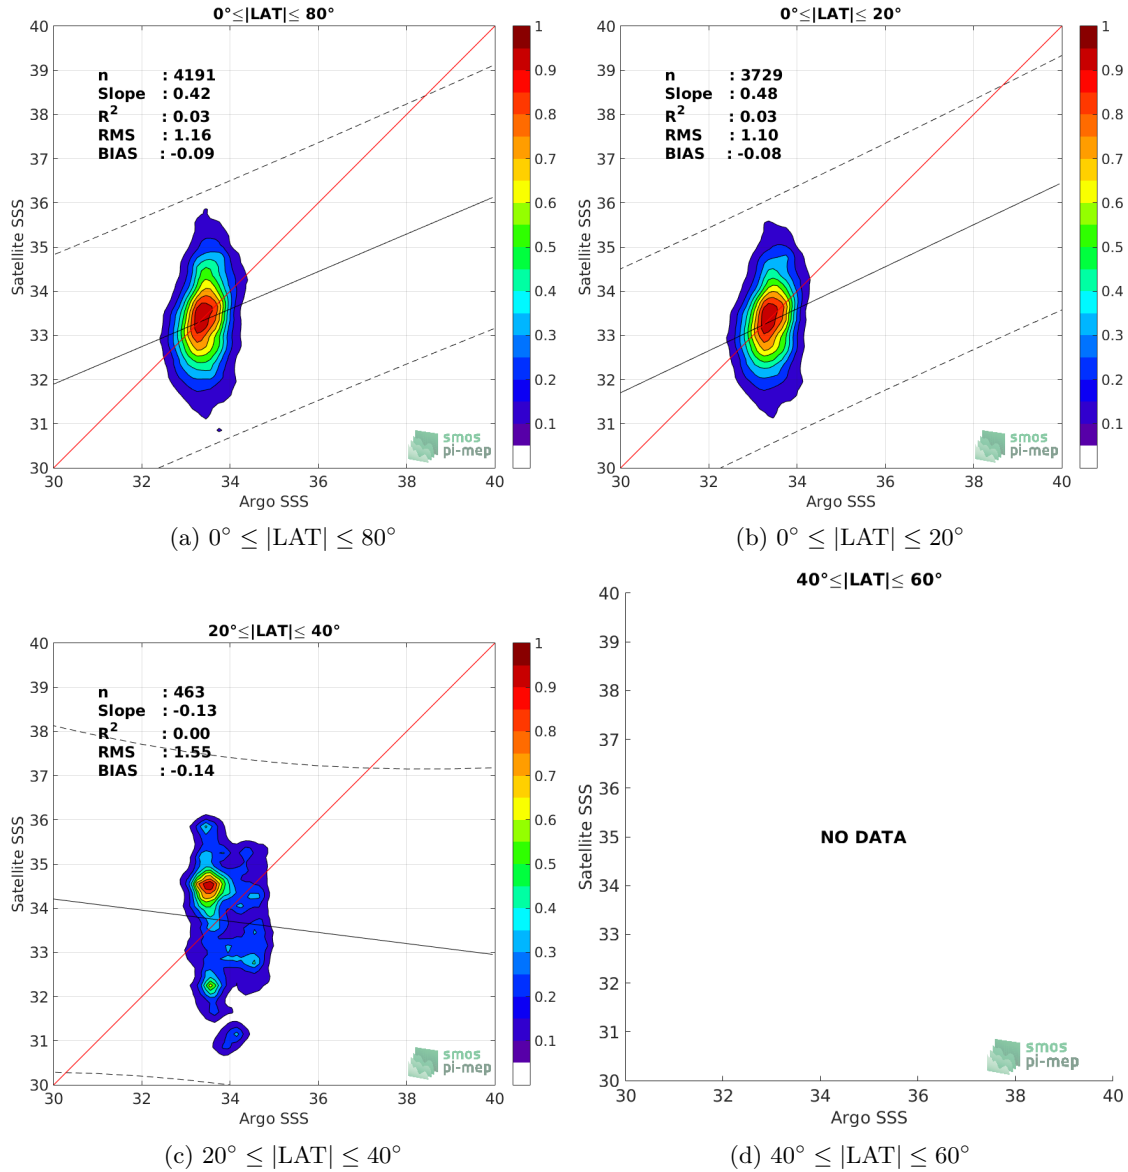 0°≤|LAT|≤ 80°
40
39
38
37
36
35
34
33
32
31
30
n : 4191
Slope : 0.42
R² : 0.03
RMS : 1.16
BIAS : -0.09
Satellite SSS
smos
pi-mep
30 32 34 36 38 40
Argo SSS
1
0.9
0.8
0.7
0.6
0.5
0.4
0.3
0.2
0.1
(a) 0° ≤ |LAT| ≤ 80°
0°≤|LAT|≤ 20°
40
39
38
37
36
35
34
33
32
31
30
n : 3729
Slope : 0.48
R² : 0.03
RMS : 1.10
BIAS : -0.08
Satellite SSS
smos
pi-mep
30 32 34 36 38 40
Argo SSS
1
0.9
0.8
0.7
0.6
0.5
0.4
0.3
0.2
0.1
(b) 0° ≤ |LAT| ≤ 20°
20°≤|LAT|≤ 40°
40
39
38
37
36
35
34
33
32
31
30
n : 463
Slope : -0.13
R² : 0.00
RMS : 1.55
BIAS : -0.14
Satellite SSS
smos
pi-mep
30 32 34 36 38 40
Argo SSS
1
0.9
0.8
0.7
0.6
0.5
0.4
0.3
0.2
0.1
(c) 20° ≤ |LAT| ≤ 40°
40°≤|LAT|≤ 60°
40
39
38
37
36
35
34
33
32
31
30
NO DATA
Satellite SSS
smos
pi-mep
30 32 34 36 38 40
Argo SSS
(d) 40° ≤ |LAT| ≤ 60°